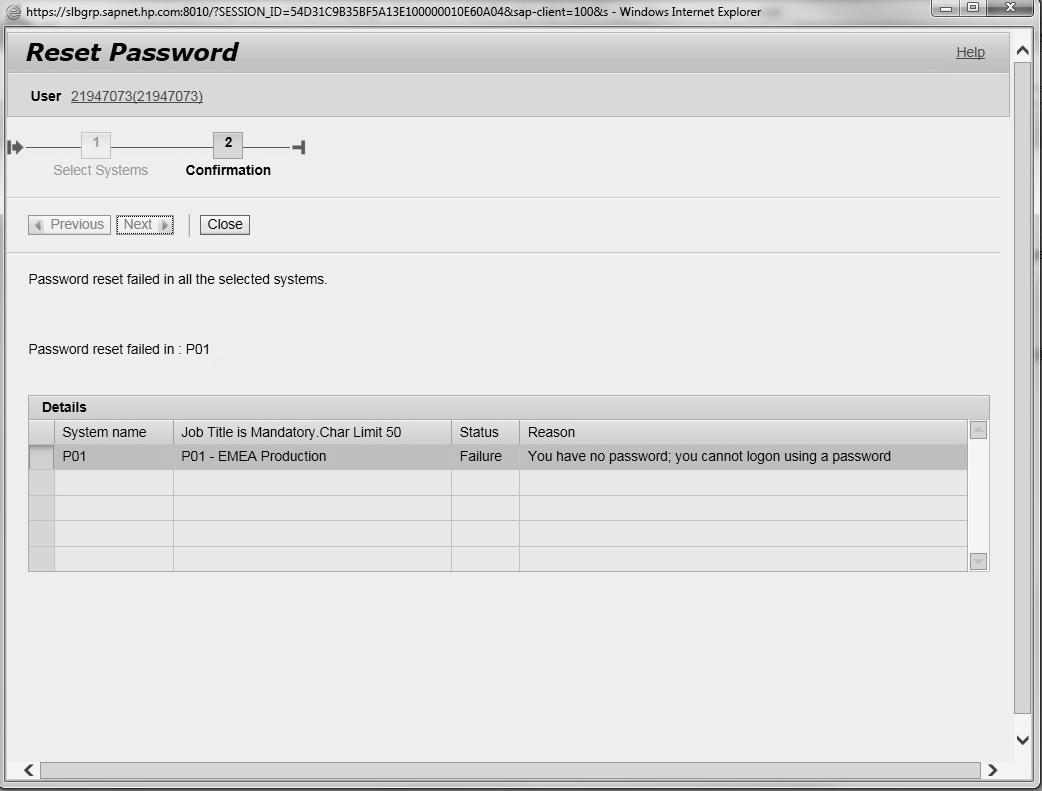 https://slbgrp.sapnet.hp.com:8010/?SESSION_ID=54D31C9B35BF5A13E100000010E60A04&sap-client=100&s - Windows Internet Explorer
Reset Password
Help
User 21947073(21947073)
1 2
Select Systems Confirmation
Previous Next Close
Password reset failed in all the selected systems.
Password reset failed in : P01
Details
System name Job Title is Mandatory.Char Limit 50 Status Reason
P01 P01 - EMEA Production Failure You have no password; you cannot logon using a password